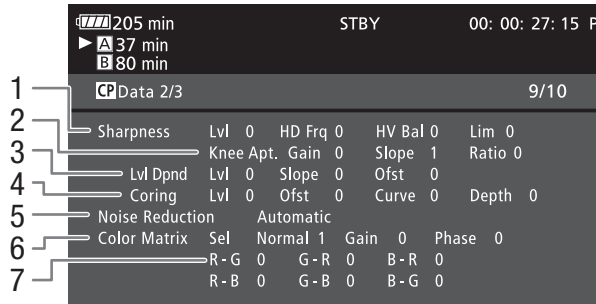 205 min STBY 00: 00: 27: 15 P
A 37 min
B 80 min
CP Data 2/3 9/10
1 Sharpness Lvl 0 HD Frq 0 HV Bal 0 Lim 0
2 Knee Apt. Gain 0 Slope 1 Ratio 0
3 Lvl Dpnd Lvl 0 Slope 0 Ofst 0
4 Coring Lvl 0 Ofst 0 Curve 0 Depth 0
5 Noise Reduction Automatic
6 Color Matrix Sel Normal 1 Gain 0 Phase 0
7 R - G 0 G - R 0 B - R 0
R - B 0 G - B 0 B - G 0